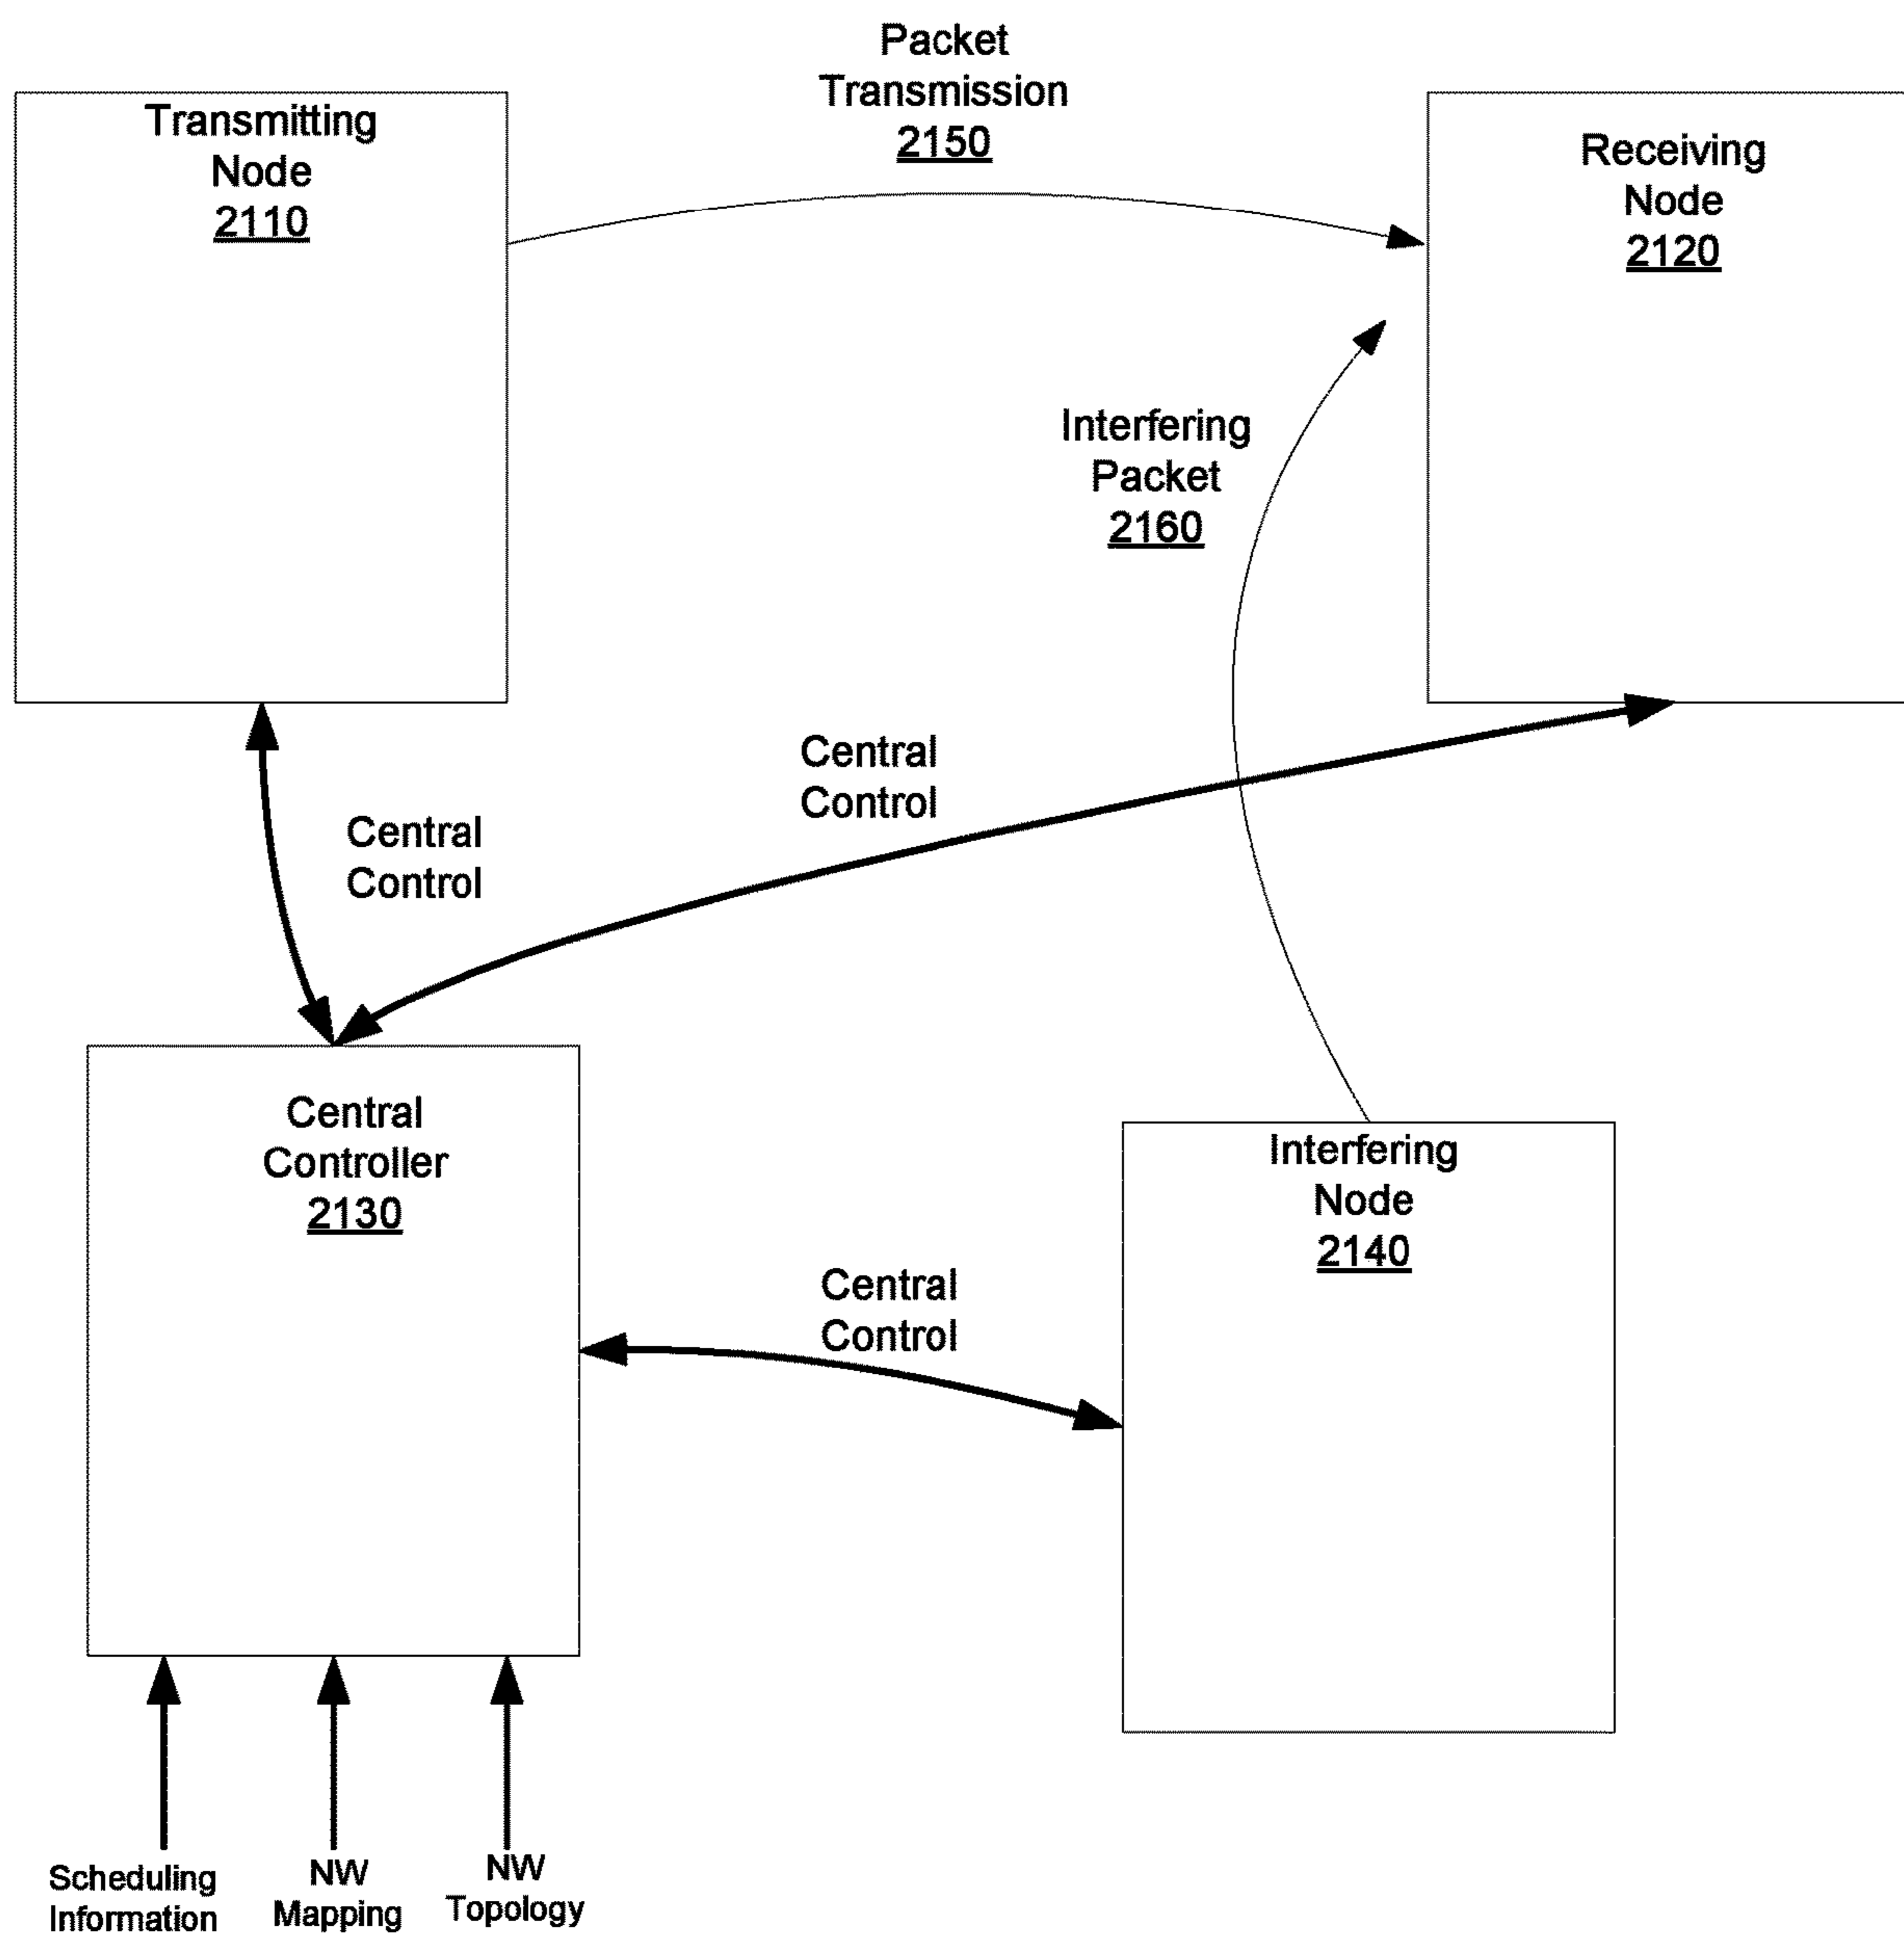 Packet
Transmission
2150
Transmitting
Node
2110
Receiving
Node
2120
Interfering
Packet
2160
Central
Control
Central
Control
Central
Controller
2130
Interfering
Node
2140
Central
Control
Scheduling
Information
NW
Mapping
NW
Topology